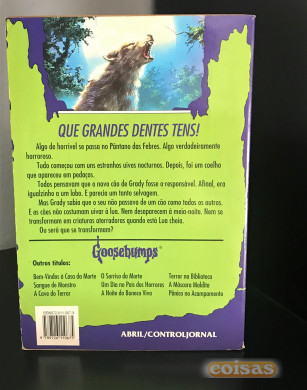 QUE GRANDES DENTES TENS!
Algo de horrível se passa no Pântano das Febres. Algo verdadeiramente
horroroso.
Tudo começou com uns estranhos uivos nocturnos. Depois, foi um coelho
que apareceu em pedaços.
Todos pensavam que o novo cão de Grady fosse o responsável. Afinal, era
igualzinho a um lobo. E parecia um tanto selvagem.
Mas Grady sabia que o seu não passava de um cão como todos os outros.
E os cães não costumam uivar à lua. Nem desaparecem à meia-noite. Nem se
transformam em criaturas aterradoras quando está Lua cheia.
Ou será que se transformam?
Goosebumps
Outros títulos:
Bem-Vindos à Casa da Morte
Sangue de Monstro
A Cave do Terror
O Sorriso da Morte
Um Dia no País dos Horrores
A Noite do Boneco Vivo
Terror na Biblioteca
A Máscara Maldita
Pânico no Acampamento
ABRIL/CONTROLJORNAL
coisas